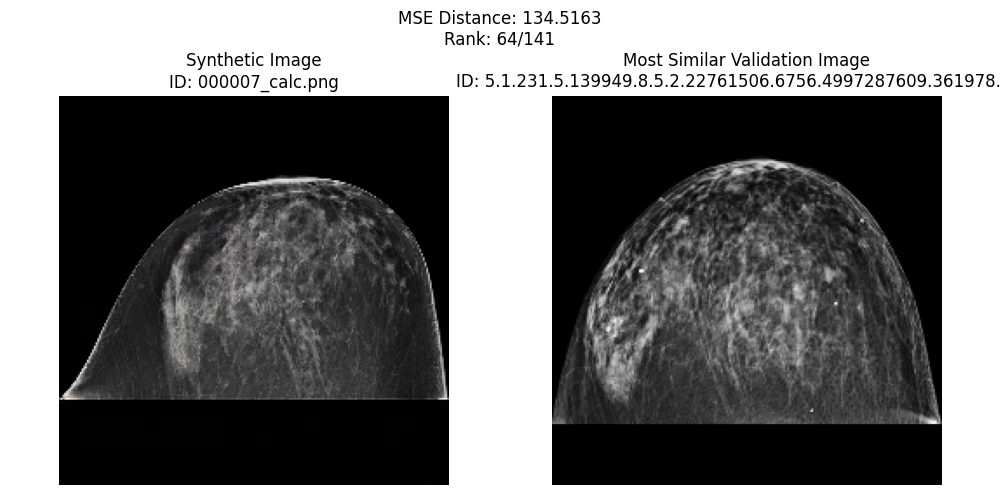 MSE Distance: 134.5163
Rank: 64/141
Synthetic Image
ID: 000007_calc.png
Most Similar Validation Image
ID: 5.1.231.5.139949.8.5.2.22761506.6756.4997287609.361978.